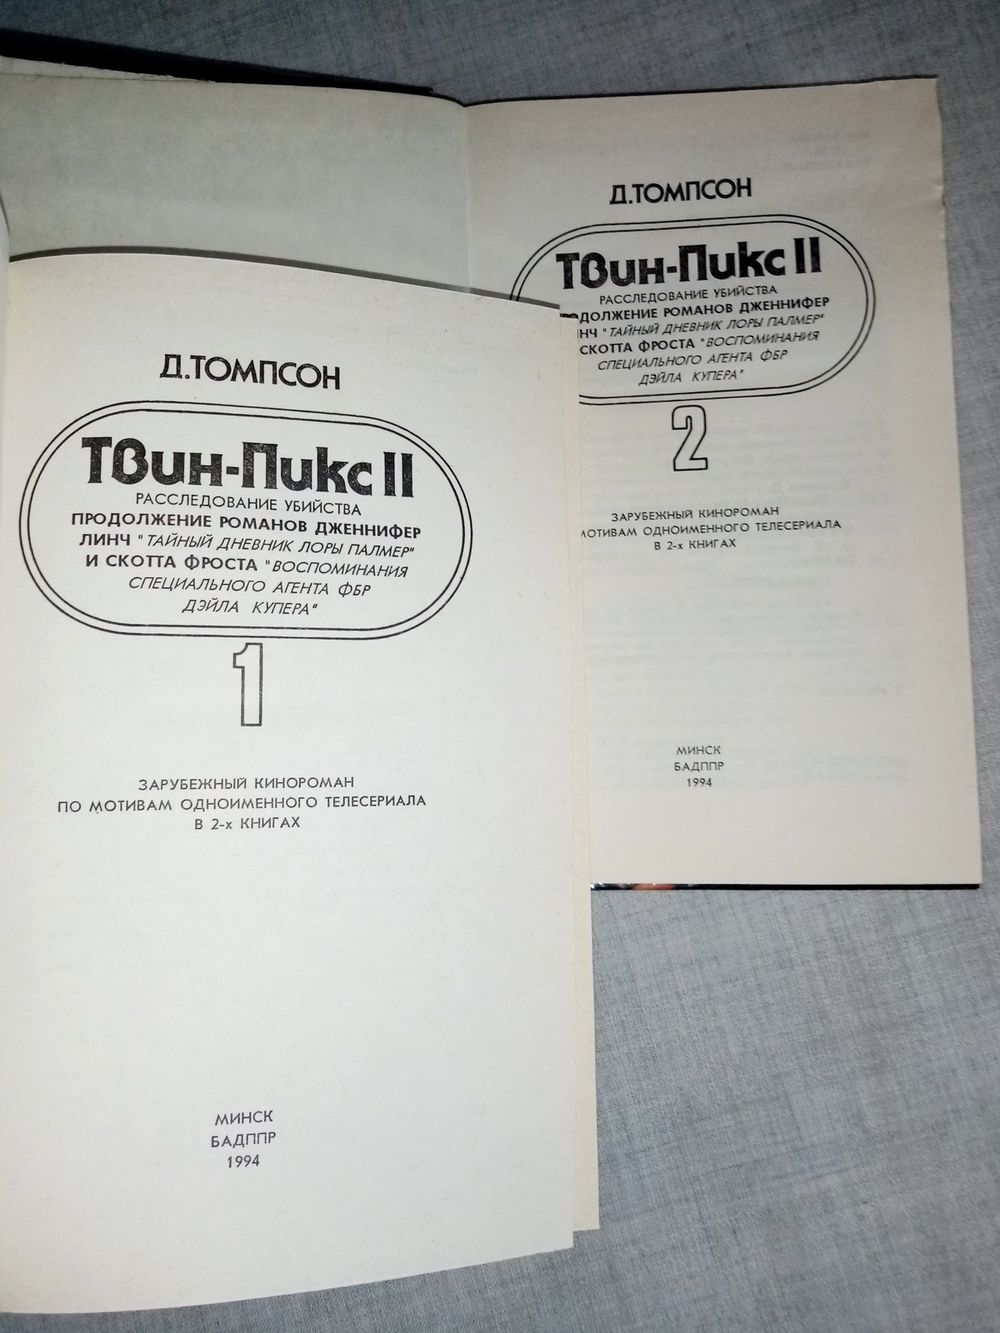 Д.ТОМПСОН
ТВин-Пикс II
РАССЛЕДОВАНИЕ УБИЙСТВА
ПРОДОЛЖЕНИЕ РОМАНОВ ДЖЕННИФЕР
ЛИНЧ "ТАЙНЫЙ ДНЕВНИК ЛОРЫ ПАЛМЕР"
И СКОТТА ФРОСТА "ВОСПОМИНАНИЯ
СПЕЦИАЛЬНОГО АГЕНТА ФБР
ДЭЙЛА КУПЕРА"
1
ЗАРУБЕЖНЫЙ КИНОРОМАН
ПО МОТИВАМ ОДНОИМЕННОГО ТЕЛЕСЕРИАЛА
В 2-х КНИГАХ
МИНСК
БАДППР
1994
Д.ТОМПСОН
ТВин-Пикс II
РАССЛЕДОВАНИЕ УБИЙСТВА
ОДОЛЖЕНИЕ РОМАНОВ ДЖЕННИФЕР
ИНЧ "ТАЙНЫЙ ДНЕВНИК ЛОРЫ ПАЛМЕР"
СКОТТА ФРОСТА "ВОСПОМИНАНИЯ
СПЕЦИАЛЬНОГО АГЕНТА ФБР
ДЭЙЛА КУПЕРА"
2
ЗАРУБЕЖНЫЙ КИНОРОМАН
МОТИВАМ ОДНОИМЕННОГО ТЕЛЕСЕРИАЛА
В 2-х КНИГАХ
МИНСК
БАДППР
1994